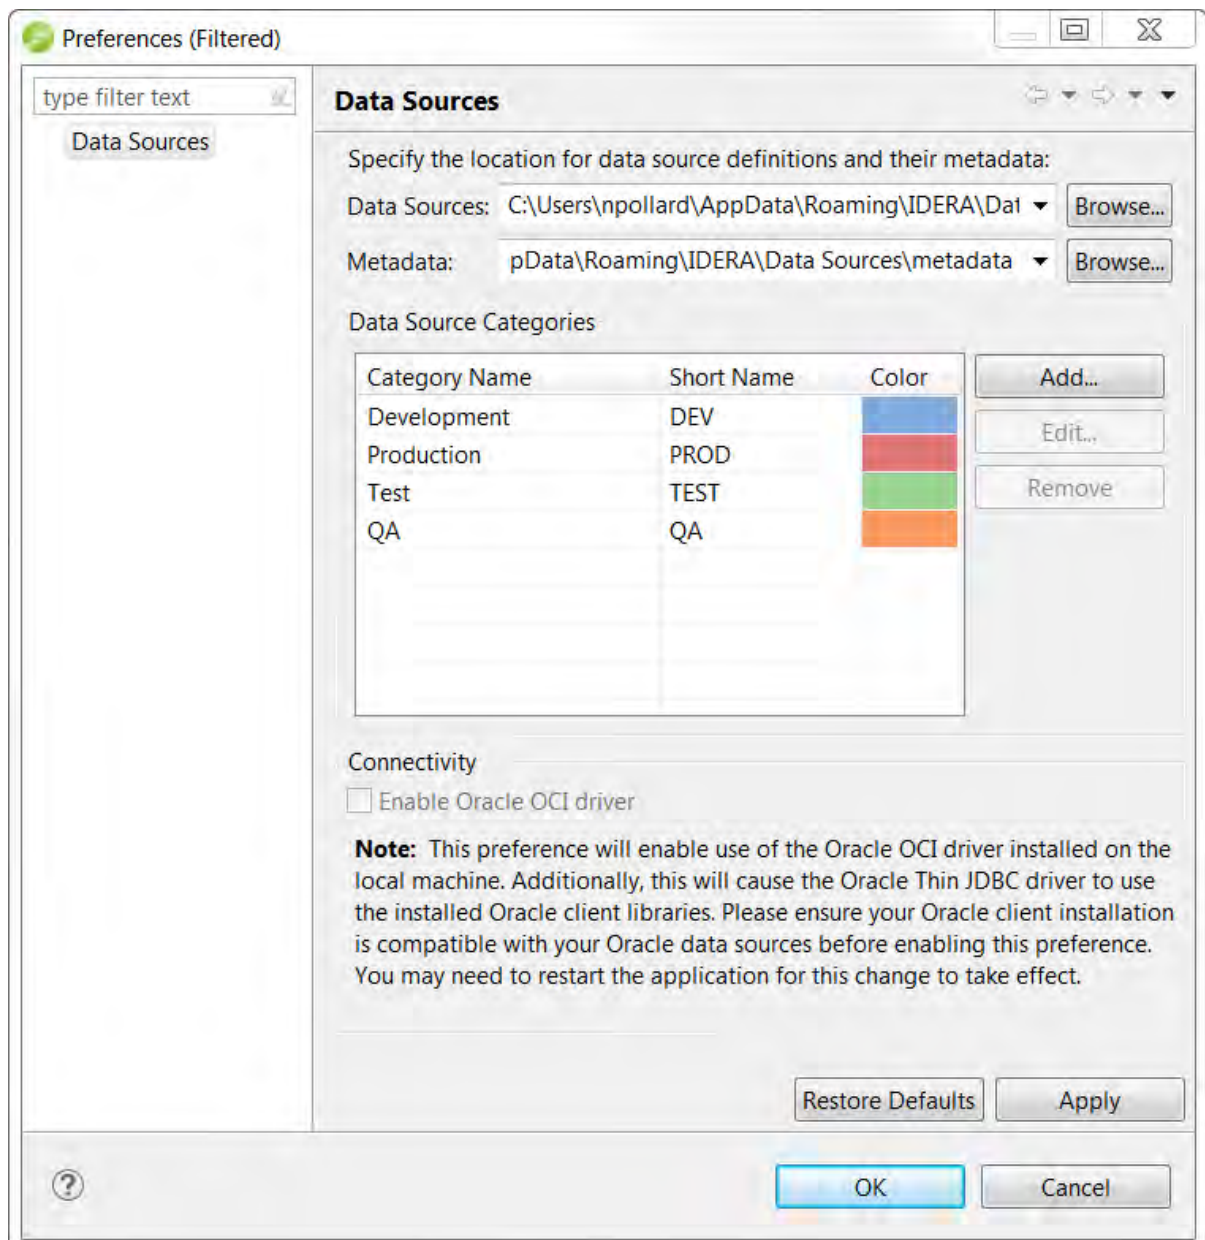 Preferences (Filtered)
type filter text
Data Sources
Data Sources
Specify the location for data source definitions and their metadata:
Data Sources: C:\Users\npollard\AppData\Roaming\IDERA\Dat Browse...
Metadata: pData\Roaming\IDERA\Data Sources\metadata Browse...
Data Source Categories
Category Name Short Name Color Add...
Development DEV Edit...
Production PROD
Test TEST Remove
QA QA
Connectivity
Enable Oracle OCI driver
Note: This preference will enable use of the Oracle OCI driver installed on the
local machine. Additionally, this will cause the Oracle Thin JDBC driver to use
the installed Oracle client libraries. Please ensure your Oracle client installation
is compatible with your Oracle data sources before enabling this preference.
You may need to restart the application for this change to take effect.
Restore Defaults Apply
? OK Cancel